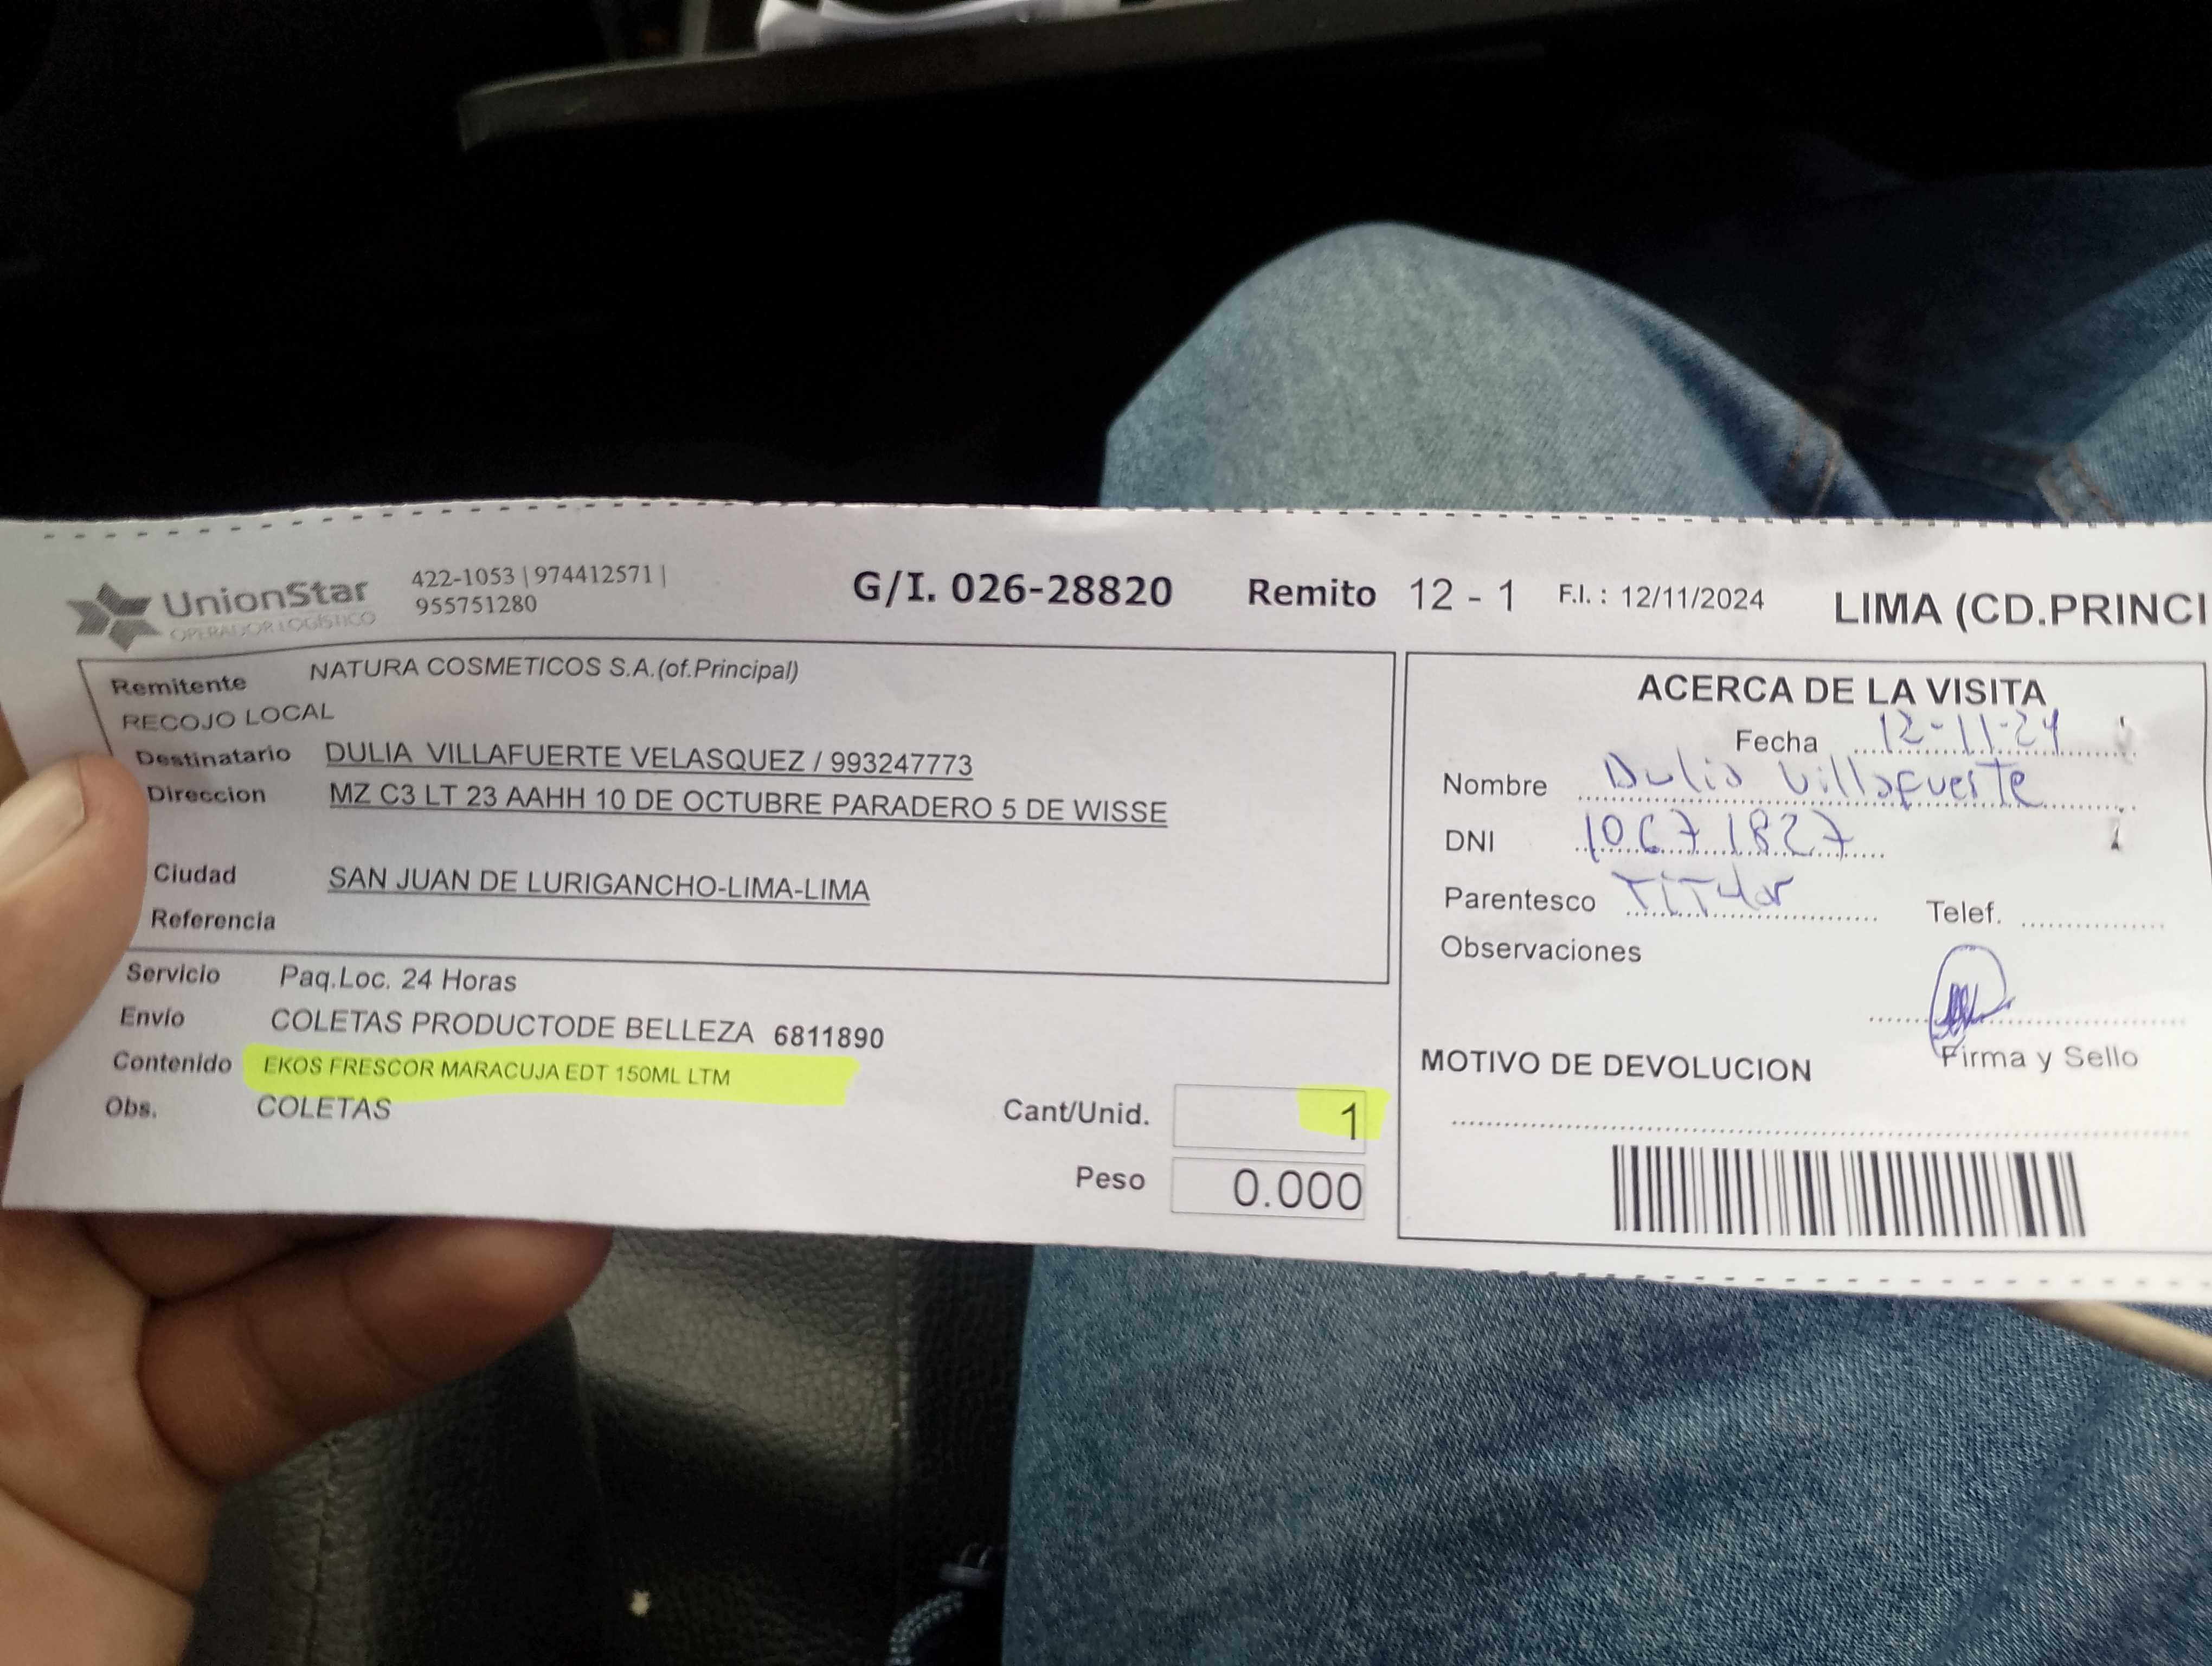 UnionStar
OPERADOR LOGÍSTICO
422-1053 | 974412571 |
955751280
G/I. 026-28820 Remito 12 - 1 F.I. : 12/11/2024 LIMA (CD.PRINCI
Remitente NATURA COSMETICOS S.A.(of.Principal)
RECOJO LOCAL
Destinatario DULIA VILLAFUERTE VELASQUEZ / 993247773
Direccion MZ C3 LT 23 AAHH 10 DE OCTUBRE PARADERO 5 DE WISSE
Ciudad SAN JUAN DE LURIGANCHO-LIMA-LIMA
Referencia
Servicio Paq.Loc. 24 Horas
Envío COLETAS PRODUCTODE BELLEZA 6811890
Contenido EKOS FRESCOR MARACUJA EDT 150ML LTM
Obs. COLETAS
Cant/Unid. 1
Peso 0.000
ACERCA DE LA VISITA
Fecha 12-11-24
Nombre Dulia Villafuerte
DNI 10671827
Parentesco Titular Telef.
Observaciones
Firma y Sello
MOTIVO DE DEVOLUCION